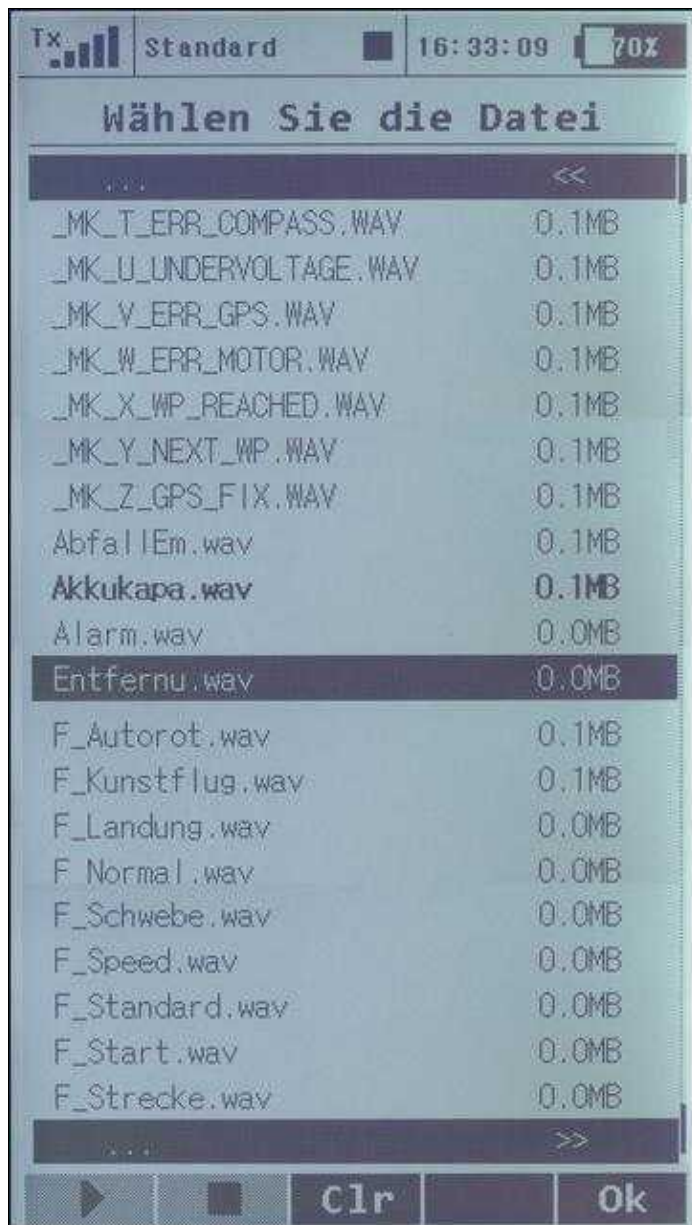 Tx Standard 16:33:09 70%
Wählen Sie die Datei
... <<
_MK_T_ERR_COMPASS.WAV 0.1MB
_MK_U_UNDERVOLTAGE.WAV 0.1MB
_MK_V_ERR_GPS.WAV 0.1MB
_MK_W_ERR_MOTOR.WAV 0.1MB
_MK_X_WP_REACHED.WAV 0.1MB
_MK_Y_NEXT_WP.WAV 0.1MB
_MK_Z_GPS_FIX.WAV 0.1MB
AbfallEm.wav 0.1MB
Akkukapa.wav 0.1MB
Alarm.wav 0.0MB
Entfernu.wav 0.0MB
F_Autorot.wav 0.1MB
F_Kunstflug.wav 0.1MB
F_Landung.wav 0.0MB
F_Normal.wav 0.0MB
F_Schwebe.wav 0.0MB
F_Speed.wav 0.0MB
F_Standard.wav 0.0MB
F_Start.wav 0.0MB
F_Strecke.wav 0.0MB
... >>
Clr Ok